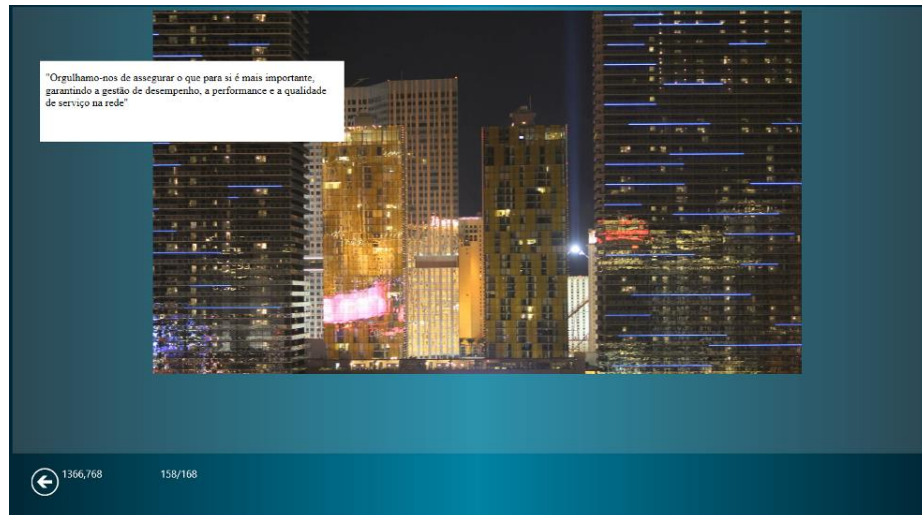 "Orgulhamo-nos de assegurar o que para si é mais importante,
garantindo a gestão de desempenho, a performance e a qualidade
de serviço na rede"
1366,768
158/168